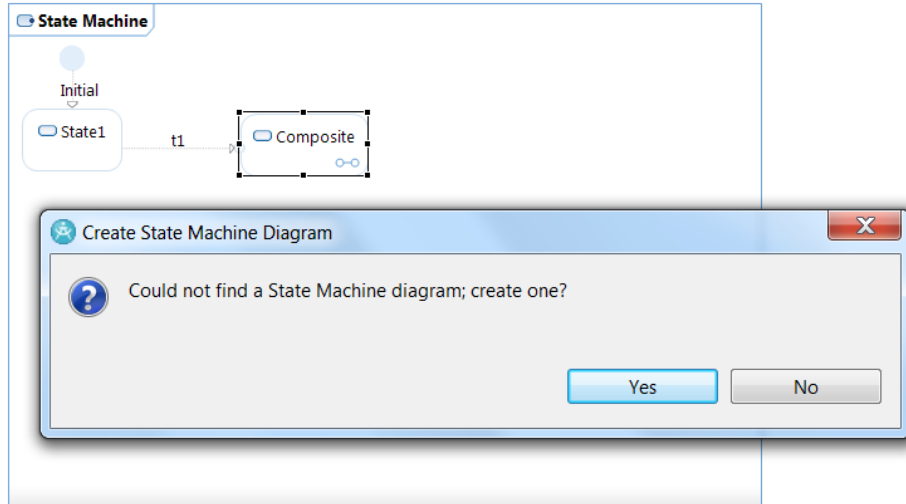 State Machine
Initial
State1
t1
Composite
Create State Machine Diagram
Could not find a State Machine diagram; create one?
Yes
No